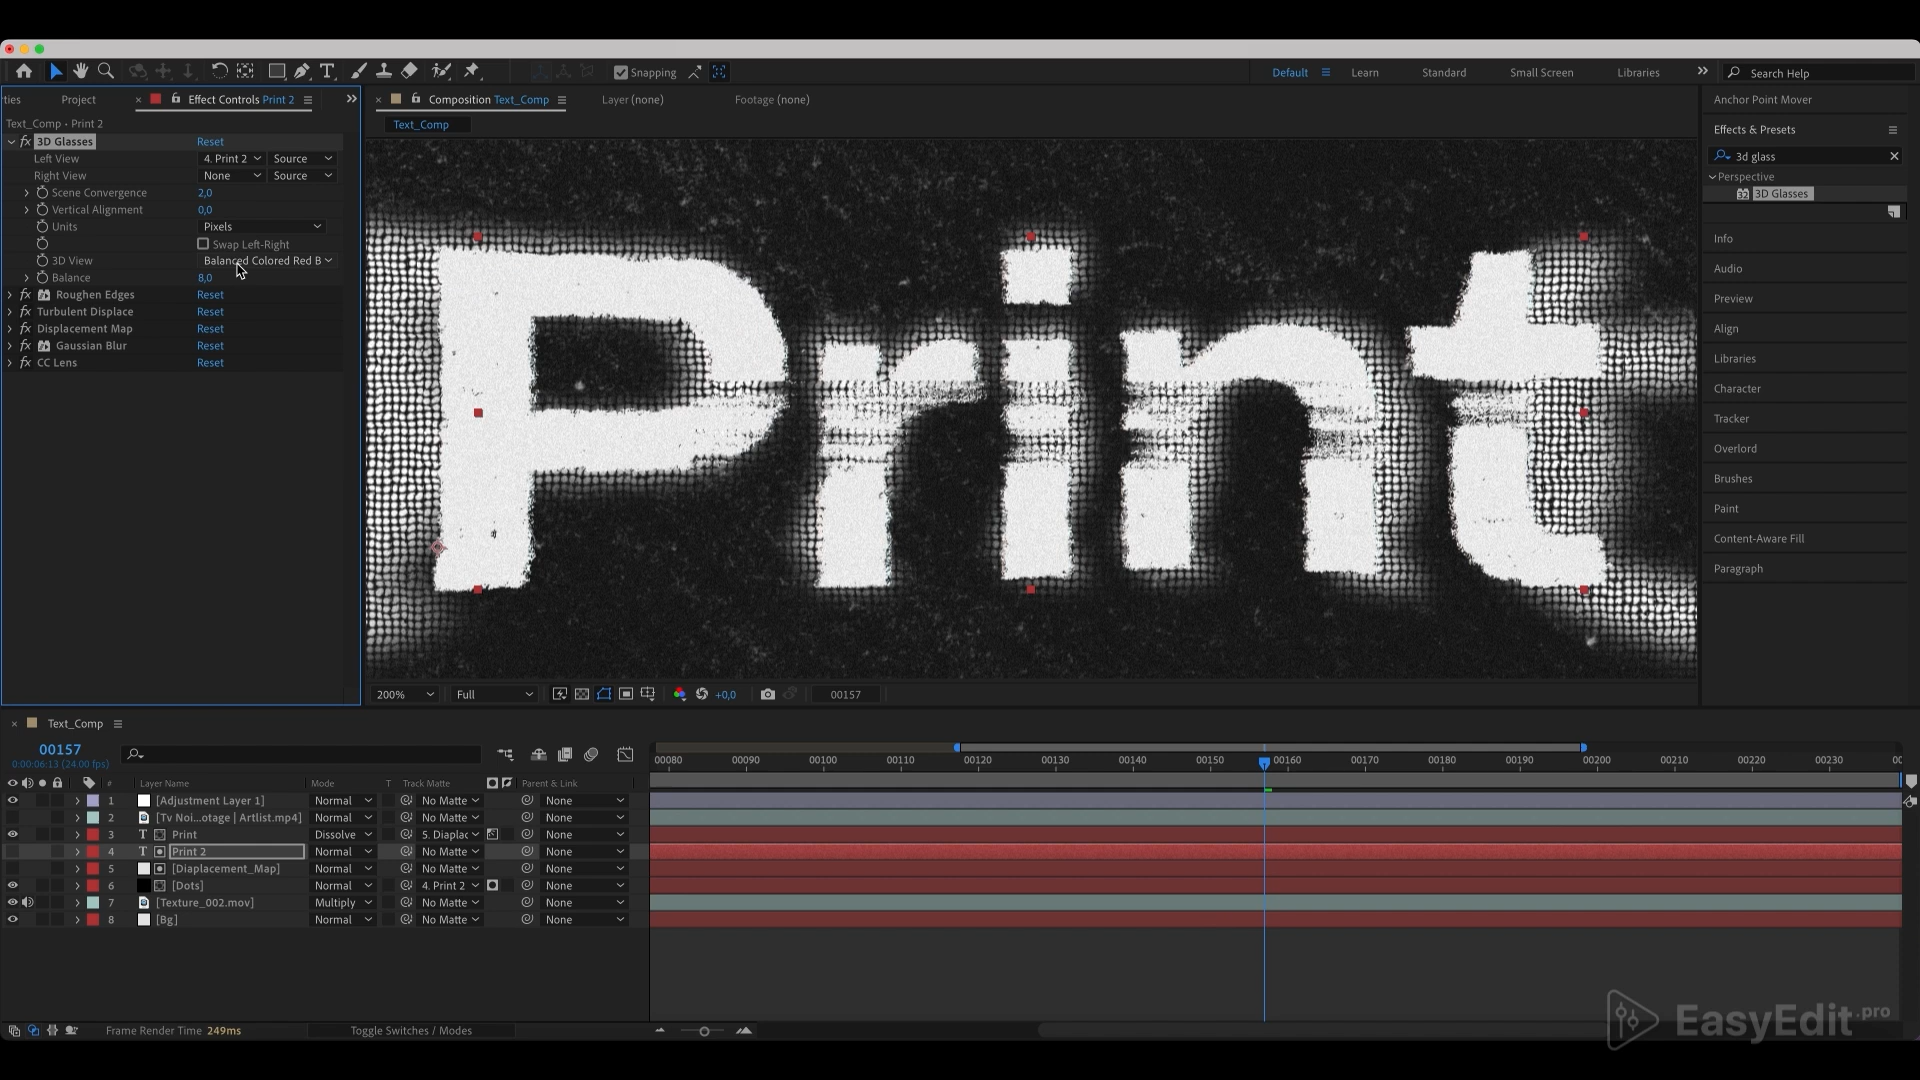 Snapping
Default
Learn
Standard
Small Screen
Libraries
Search Help
ties
Project
Effect Controls Print 2
Composition Text_Comp
Layer (none)
Footage (none)
Anchor Point Mover
Text_Comp • Print 2
Text_Comp
Effects & Presets
fx 3D Glasses Reset
Left View 4. Print 2 Source
Right View None Source
Scene Convergence 2,0
Vertical Alignment 0,0
Units Pixels
Swap Left-Right
3D View Balanced Colored Red B
Balance 8,0
fx Roughen Edges Reset
fx Turbulent Displace Reset
fx Displacement Map Reset
fx Gaussian Blur Reset
fx CC Lens Reset
Print
3d glass
Perspective
32 3D Glasses
Info
Audio
Preview
Align
Libraries
Character
Tracker
Overlord
Brushes
Paint
Content-Aware Fill
Paragraph
200% Full +0,0 00157
Text_Comp
00157
0:00:06:13 (24.00 fps)
00080 00090 00100 00110 00120 00130 00140 00150 00160 00170 00180 00190 00200 00210 00220 00230 00
# Layer Name Mode T Track Matte Parent & Link
1 [Adjustment Layer 1] Normal No Matte None
2 [Tv Noi...otage | Artlist.mp4] Normal No Matte None
3 T Print Dissolve 5. Diaplac None
4 T Print 2 Normal No Matte None
5 [Diaplacement_Map] Normal No Matte None
6 [Dots] Normal 4. Print 2 None
7 [Texture_002.mov] Multiply No Matte None
8 [Bg] Normal No Matte None
Frame Render Time 249ms
Toggle Switches / Modes
EasyEdit.pro